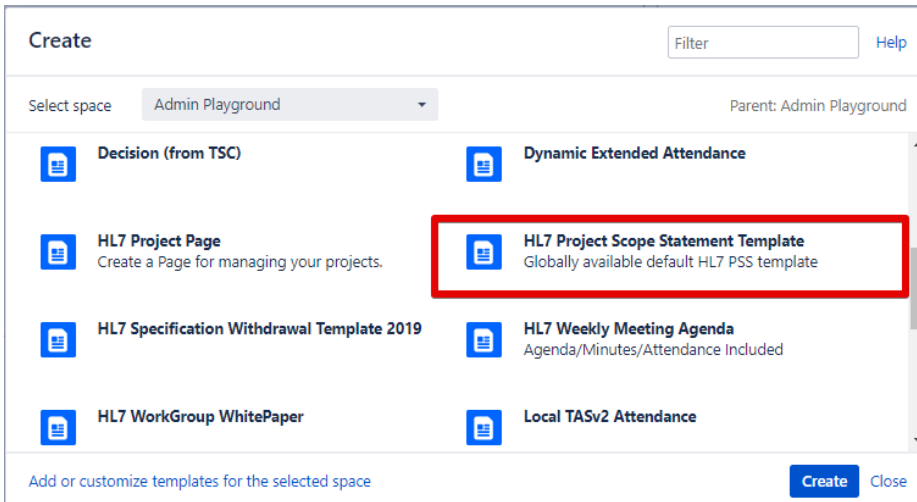 Create
Filter
Help
Select space
Admin Playground
Parent: Admin Playground
Decision (from TSC)
Dynamic Extended Attendance
HL7 Project Page
Create a Page for managing your projects.
HL7 Project Scope Statement Template
Globally available default HL7 PSS template
HL7 Specification Withdrawal Template 2019
HL7 Weekly Meeting Agenda
Agenda/Minutes/Attendance Included
HL7 WorkGroup WhitePaper
Local TASv2 Attendance
Add or customize templates for the selected space
Create
Close